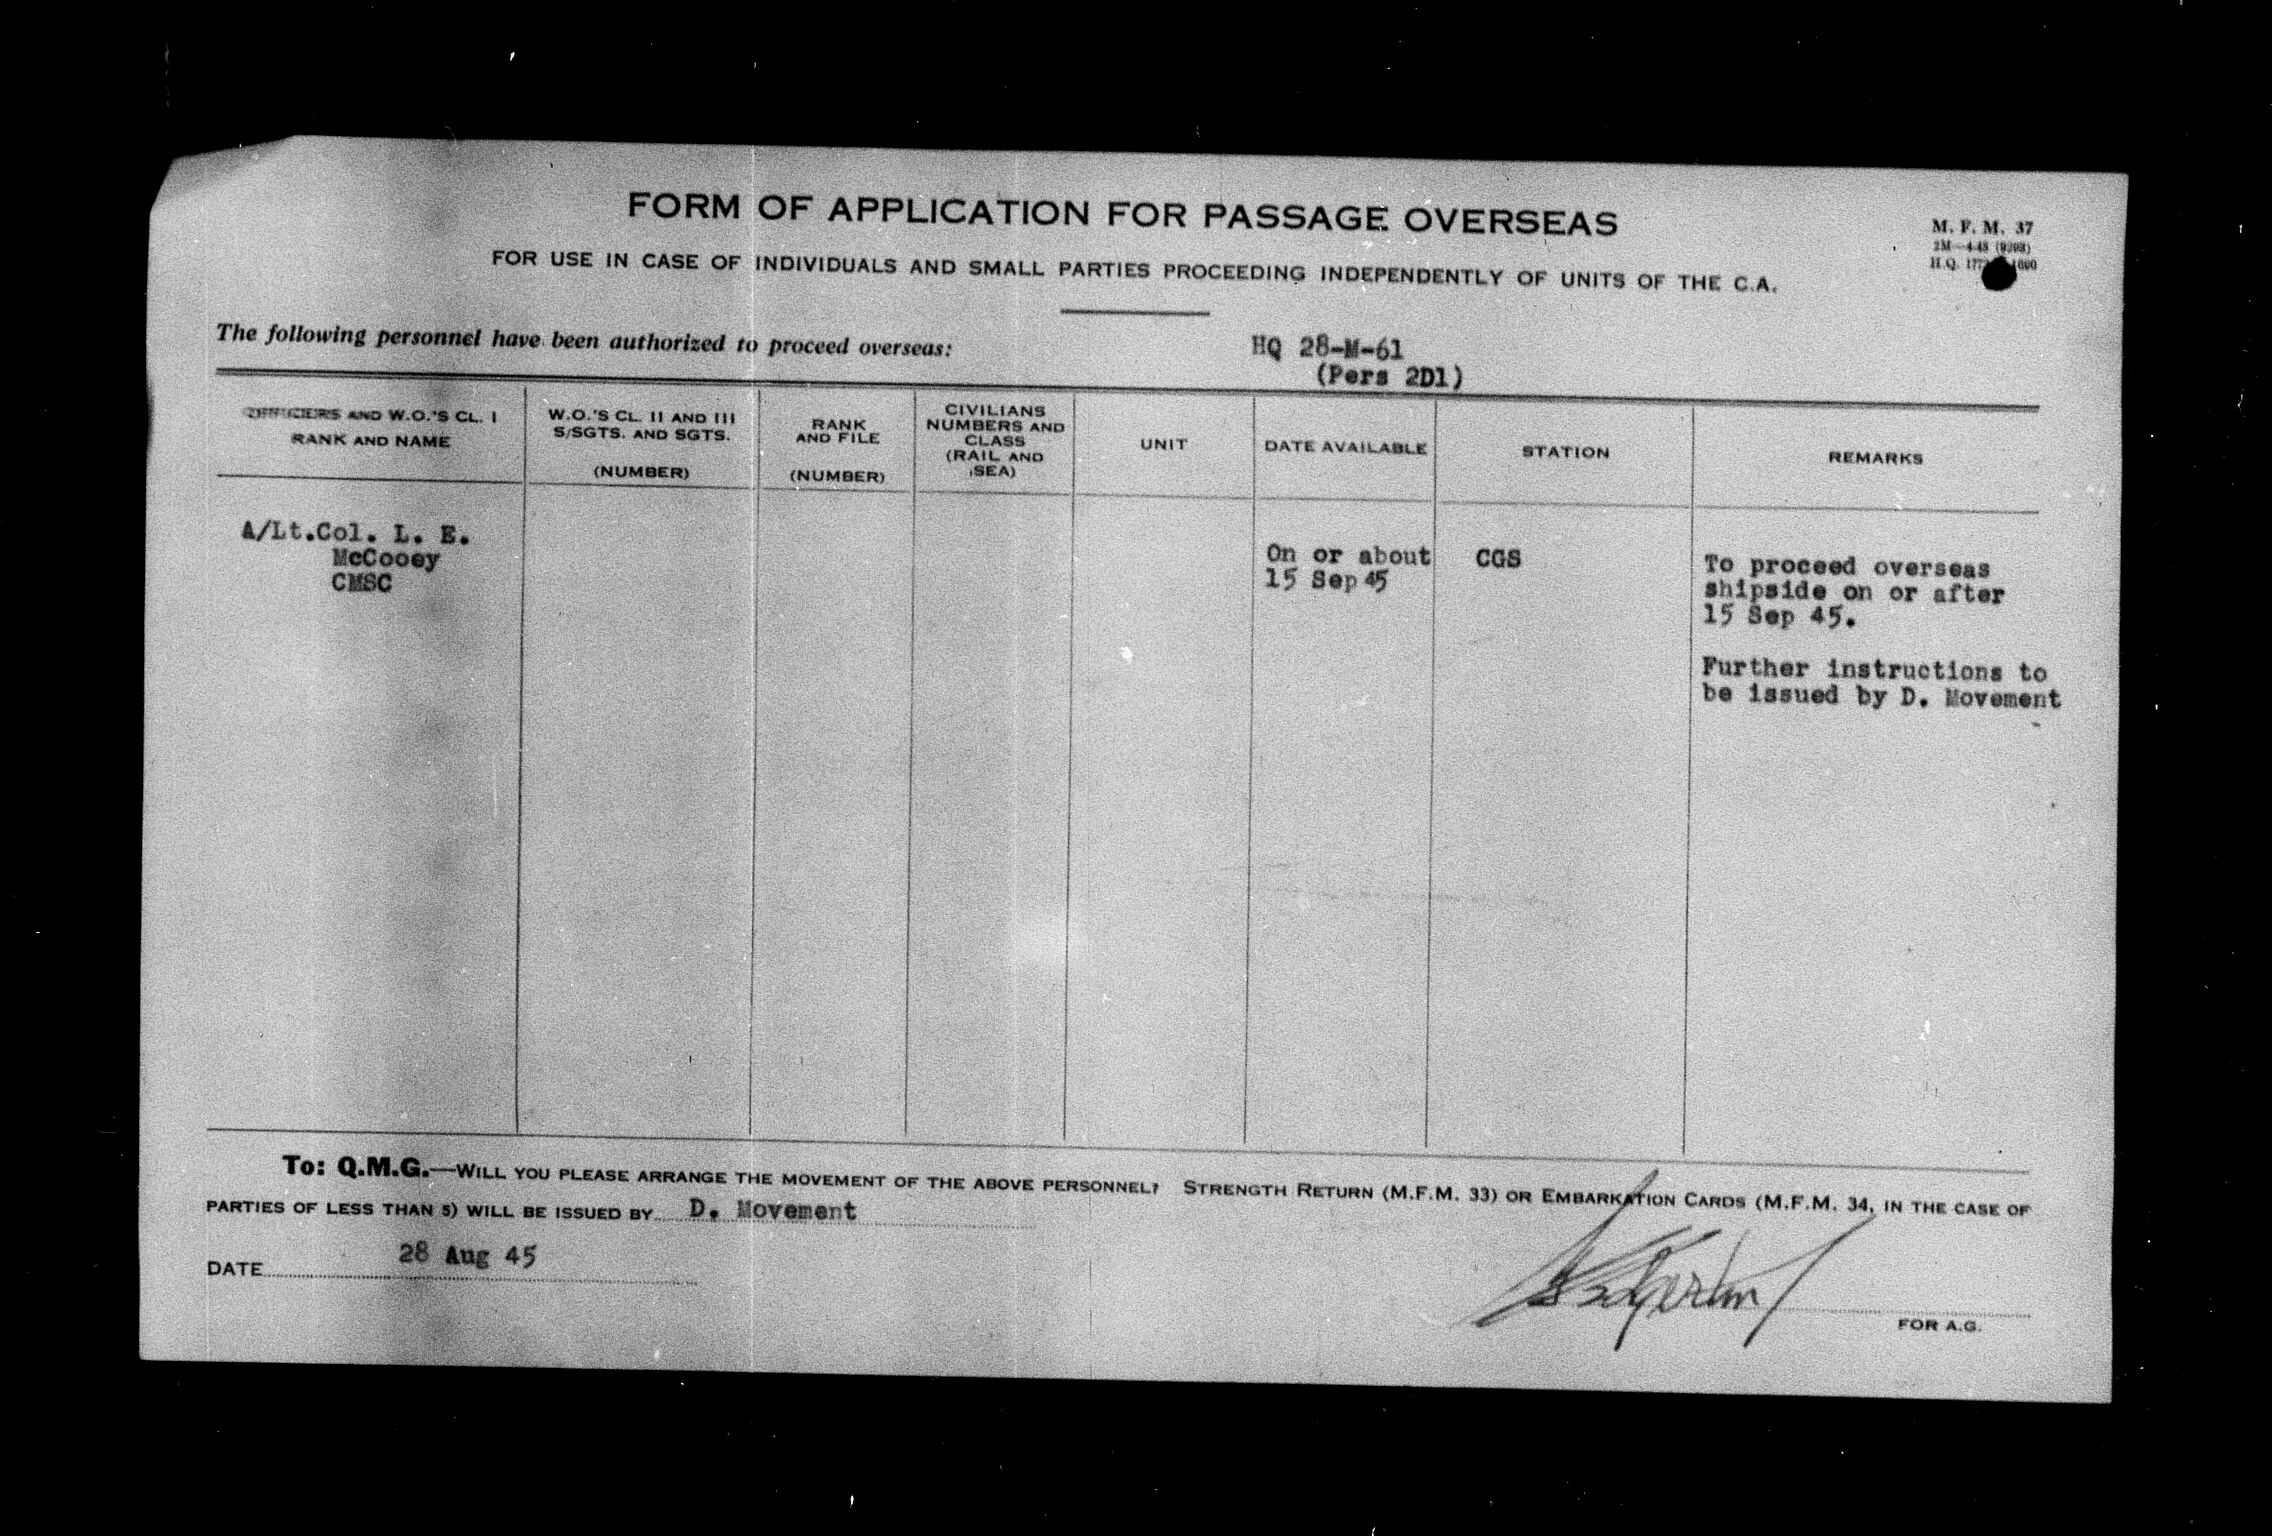 FORM OF APPLICATION FOR PASSAGE OVERSEAS
M. F. M. 37
2M—4-45
H.Q. 1772
FOR USE IN CASE OF INDIVIDUALS AND SMALL PARTIES PROCEEDING INDEPENDENTLY OF UNITS OF THE C.A.
The following personnel have been authorized to proceed overseas:
HQ 28-M-61
(Pers 2D1)
OFFICERS AND W.O.'S CL. I
RANK AND NAME
W.O.'S CL. II AND III
S/SGTS. AND SGTS.
(NUMBER)
RANK
AND FILE
(NUMBER)
CIVILIANS
NUMBERS AND
CLASS
(RAIL AND
SEA)
UNIT
DATE AVAILABLE
STATION
REMARKS
A/Lt.Col. L. E.
McCooey
CMSC
On or about
15 Sep 45
CGS
To proceed overseas
shipside on or after
15 Sep 45.
Further instructions to
be issued by D. Movement
To: Q.M.G.—WILL YOU PLEASE ARRANGE THE MOVEMENT OF THE ABOVE PERSONNEL? STRENGTH RETURN (M.F.M. 33) OR EMBARKATION CARDS (M.F.M. 34, IN THE CASE OF
PARTIES OF LESS THAN 5) WILL BE ISSUED BY D. Movement
DATE 28 Aug 45
FOR A.G.